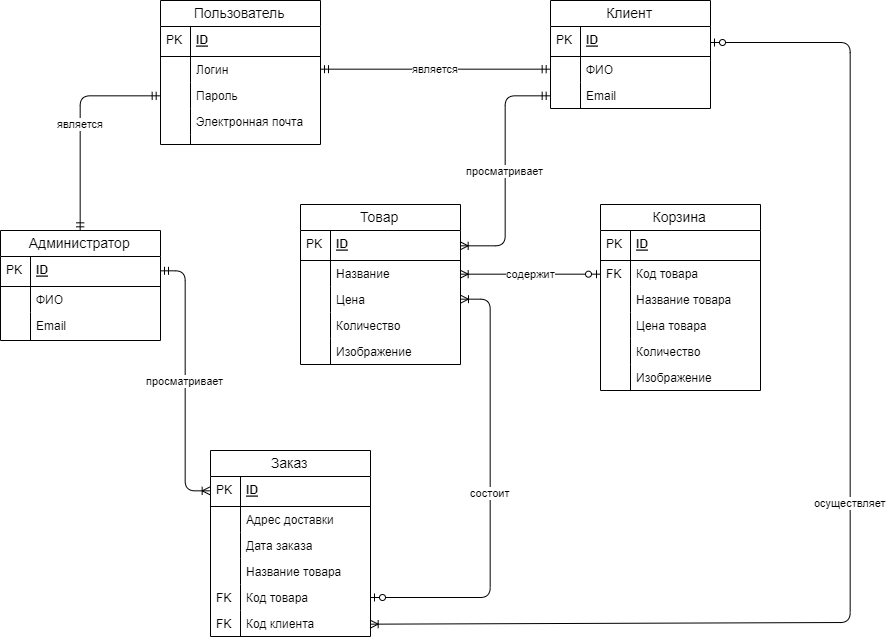 Пользователь
PK ID
Логин
Пароль
Электронная почта
Клиент
PK ID
ФИО
Email
является
является
просматривает
Администратор
PK ID
ФИО
Email
Товар
PK ID
Название
Цена
Количество
Изображение
содержит
Корзина
PK ID
FK Код товара
Название товара
Цена товара
Количество
Изображение
просматривает
состоит
осуществляет
Заказ
PK ID
Адрес доставки
Дата заказа
Название товара
FK Код товара
FK Код клиента